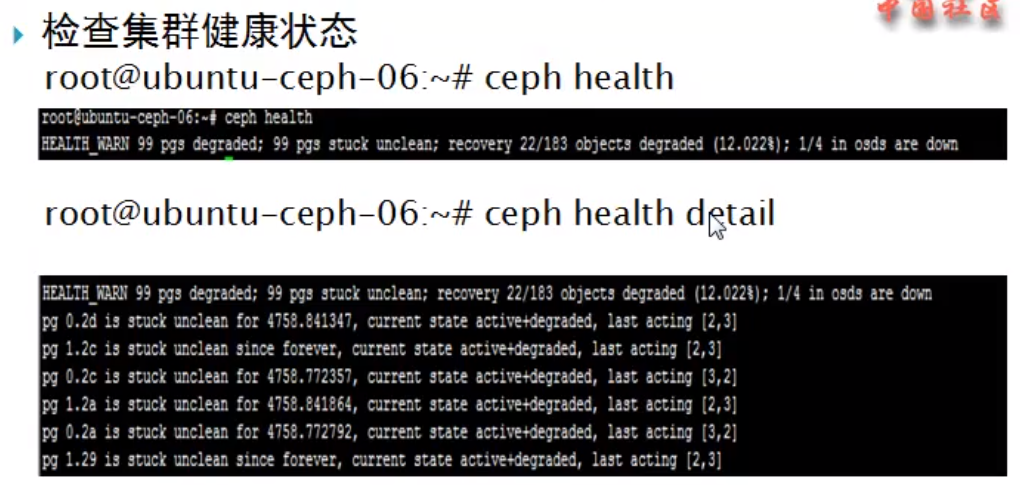 中国社区
检查集群健康状态
root@ubuntu-ceph-06:~# ceph health
root@ubuntu-ceph-06:~# ceph health
HEALTH_WARN 99 pgs degraded; 99 pgs stuck unclean; recovery 22/183 objects degraded (12.022%); 1/4 in osds are down
root@ubuntu-ceph-06:~# ceph health detail
HEALTH_WARN 99 pgs degraded; 99 pgs stuck unclean; recovery 22/183 objects degraded (12.022%); 1/4 in osds are down
pg 0.2d is stuck unclean for 4758.841347, current state active+degraded, last acting [2,3]
pg 1.2c is stuck unclean since forever, current state active+degraded, last acting [2,3]
pg 0.2c is stuck unclean for 4758.772357, current state active+degraded, last acting [3,2]
pg 1.2a is stuck unclean for 4758.841864, current state active+degraded, last acting [2,3]
pg 0.2a is stuck unclean for 4758.772792, current state active+degraded, last acting [3,2]
pg 1.29 is stuck unclean since forever, current state active+degraded, last acting [2,3]